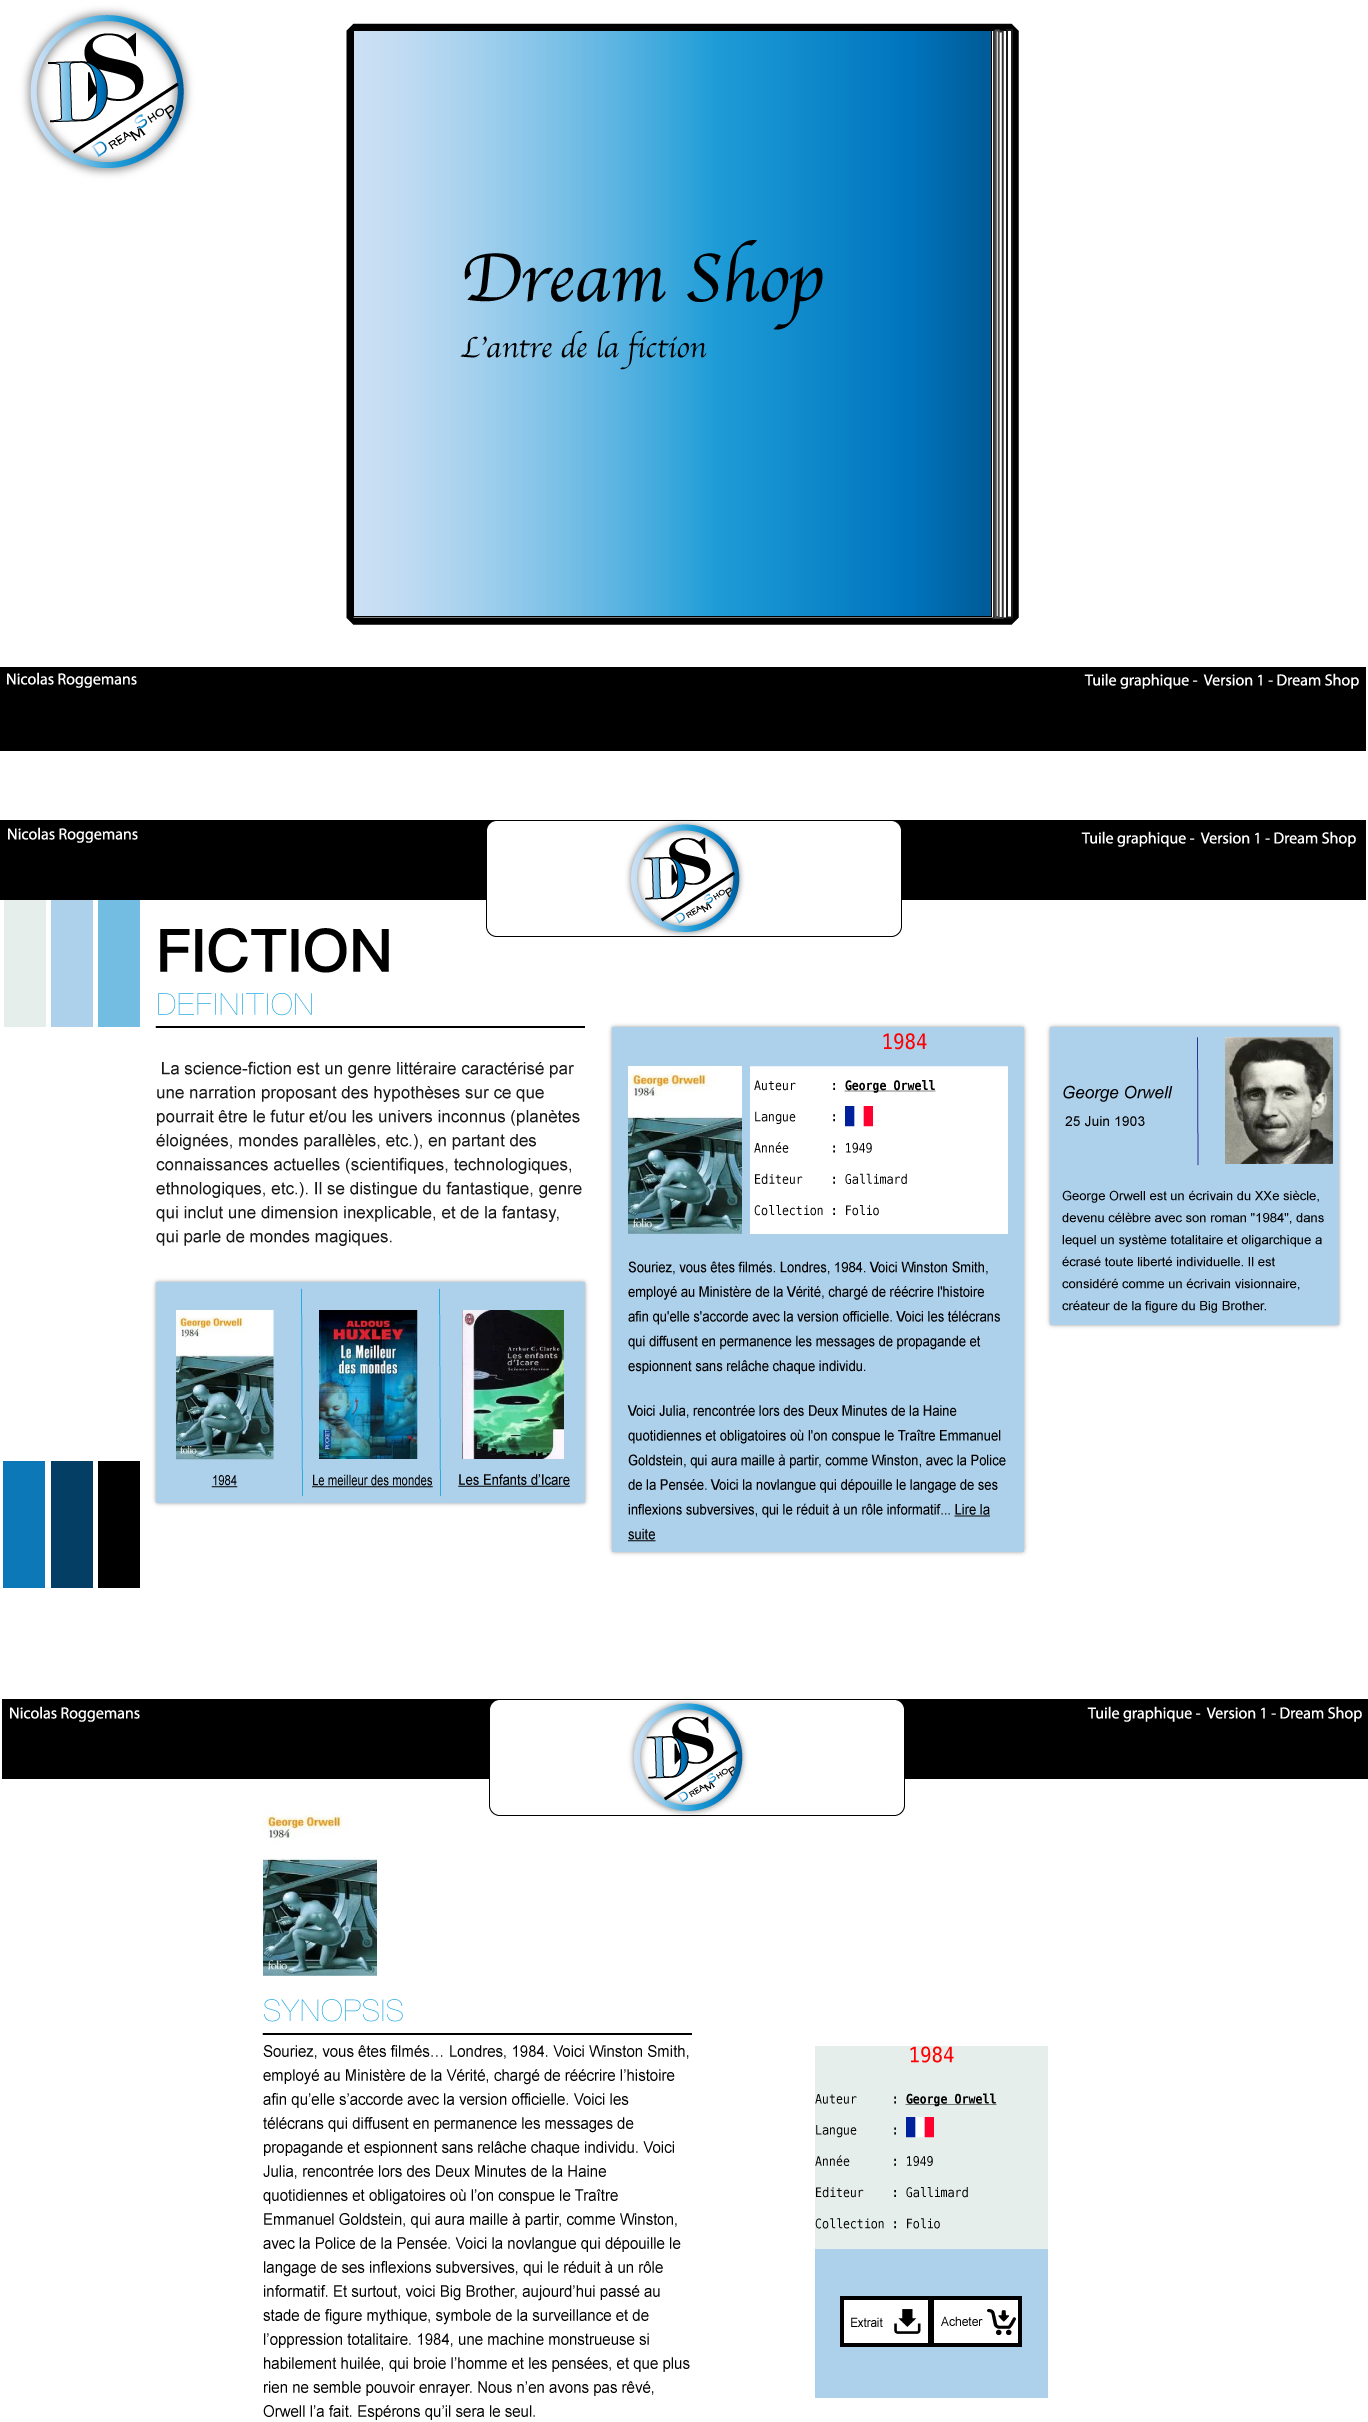 DS
DREAM SHOP
Dream Shop
L'antre de la fiction
Nicolas Roggemans
Tuile graphique - Version 1 - Dream Shop
Nicolas Roggemans
DS
DREAM SHOP
Tuile graphique - Version 1 - Dream Shop
FICTION
DEFINITION
La science-fiction est un genre littéraire caractérisé par
une narration proposant des hypothèses sur ce que
pourrait être le futur et/ou les univers inconnus (planètes
éloignées, mondes parallèles, etc.), en partant des
connaissances actuelles (scientifiques, technologiques,
ethnologiques, etc.). Il se distingue du fantastique, genre
qui inclut une dimension inexplicable, et de la fantasy,
qui parle de mondes magiques.
George Orwell
1984
folio
1984
ALDOUS
HUXLEY
Le Meilleur
des mondes
POCKET
Le meilleur des mondes
Arthur C. Clarke
Les enfants
d'Icare
Science-fiction
Les Enfants d'Icare
1984
George Orwell
1984
folio
Auteur : George Orwell
Langue :
Année : 1949
Editeur : Gallimard
Collection : Folio
Souriez, vous êtes filmés. Londres, 1984. Voici Winston Smith,
employé au Ministère de la Vérité, chargé de réécrire l'histoire
afin qu'elle s'accorde avec la version officielle. Voici les télécrans
qui diffusent en permanence les messages de propagande et
espionnent sans relâche chaque individu.
Voici Julia, rencontrée lors des Deux Minutes de la Haine
quotidiennes et obligatoires où l'on conspue le Traître Emmanuel
Goldstein, qui aura maille à partir, comme Winston, avec la Police
de la Pensée. Voici la novlangue qui dépouille le langage de ses
inflexions subversives, qui le réduit à un rôle informatif... Lire la
suite
George Orwell
25 Juin 1903
George Orwell est un écrivain du XXe siècle,
devenu célèbre avec son roman "1984", dans
lequel un système totalitaire et oligarchique a
écrasé toute liberté individuelle. Il est
considéré comme un écrivain visionnaire,
créateur de la figure du Big Brother.
Nicolas Roggemans
DS
DREAM SHOP
Tuile graphique - Version 1 - Dream Shop
George Orwell
1984
folio
SYNOPSIS
Souriez, vous êtes filmés… Londres, 1984. Voici Winston Smith,
employé au Ministère de la Vérité, chargé de réécrire l’histoire
afin qu’elle s’accorde avec la version officielle. Voici les
télécrans qui diffusent en permanence les messages de
propagande et espionnent sans relâche chaque individu. Voici
Julia, rencontrée lors des Deux Minutes de la Haine
quotidiennes et obligatoires où l’on conspue le Traître
Emmanuel Goldstein, qui aura maille à partir, comme Winston,
avec la Police de la Pensée. Voici la novlangue qui dépouille le
langage de ses inflexions subversives, qui le réduit à un rôle
informatif. Et surtout, voici Big Brother, aujourd’hui passé au
stade de figure mythique, symbole de la surveillance et de
l’oppression totalitaire. 1984, une machine monstrueuse si
habilement huilée, qui broie l’homme et les pensées, et que plus
rien ne semble pouvoir enrayer. Nous n’en avons pas rêvé,
Orwell l’a fait. Espérons qu’il sera le seul.
1984
Auteur : George Orwell
Langue :
Année : 1949
Editeur : Gallimard
Collection : Folio
Extrait
Acheter